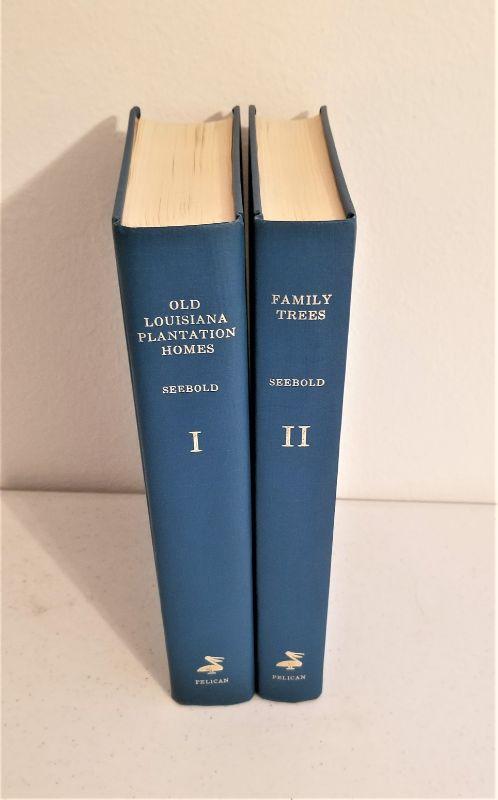 OLD
LOUISIANA
PLANTATION
HOMES
SEEBOLD
I
PELICAN
FAMILY
TREES
SEEBOLD
II
PELICAN